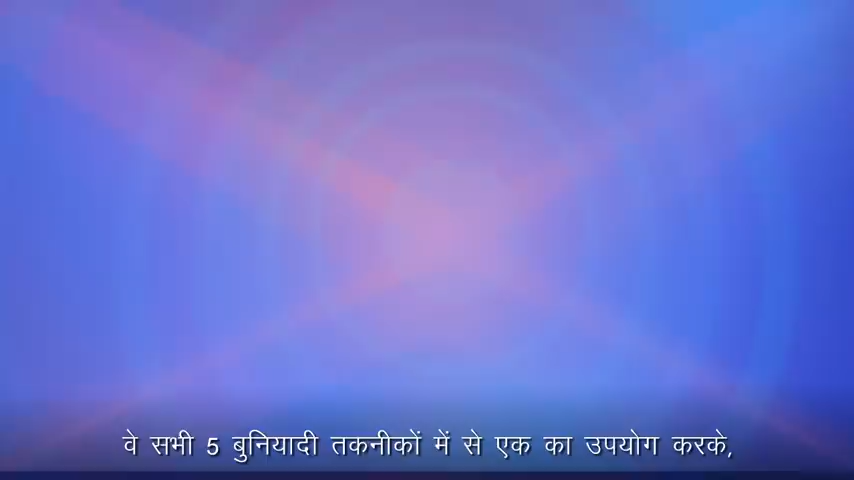 वे सभी 5 बुनियादी तकनीकों में से एक का उपयोग करके,